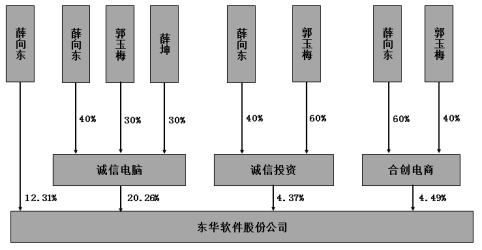 薛向东
薛向东
郭玉梅
薛坤
薛向东
郭玉梅
薛向东
郭玉梅
40%
30%
30%
40%
60%
60%
40%
诚信电脑
诚信投资
合创电商
12.31%
20.26%
4.37%
4.49%
东华软件股份公司